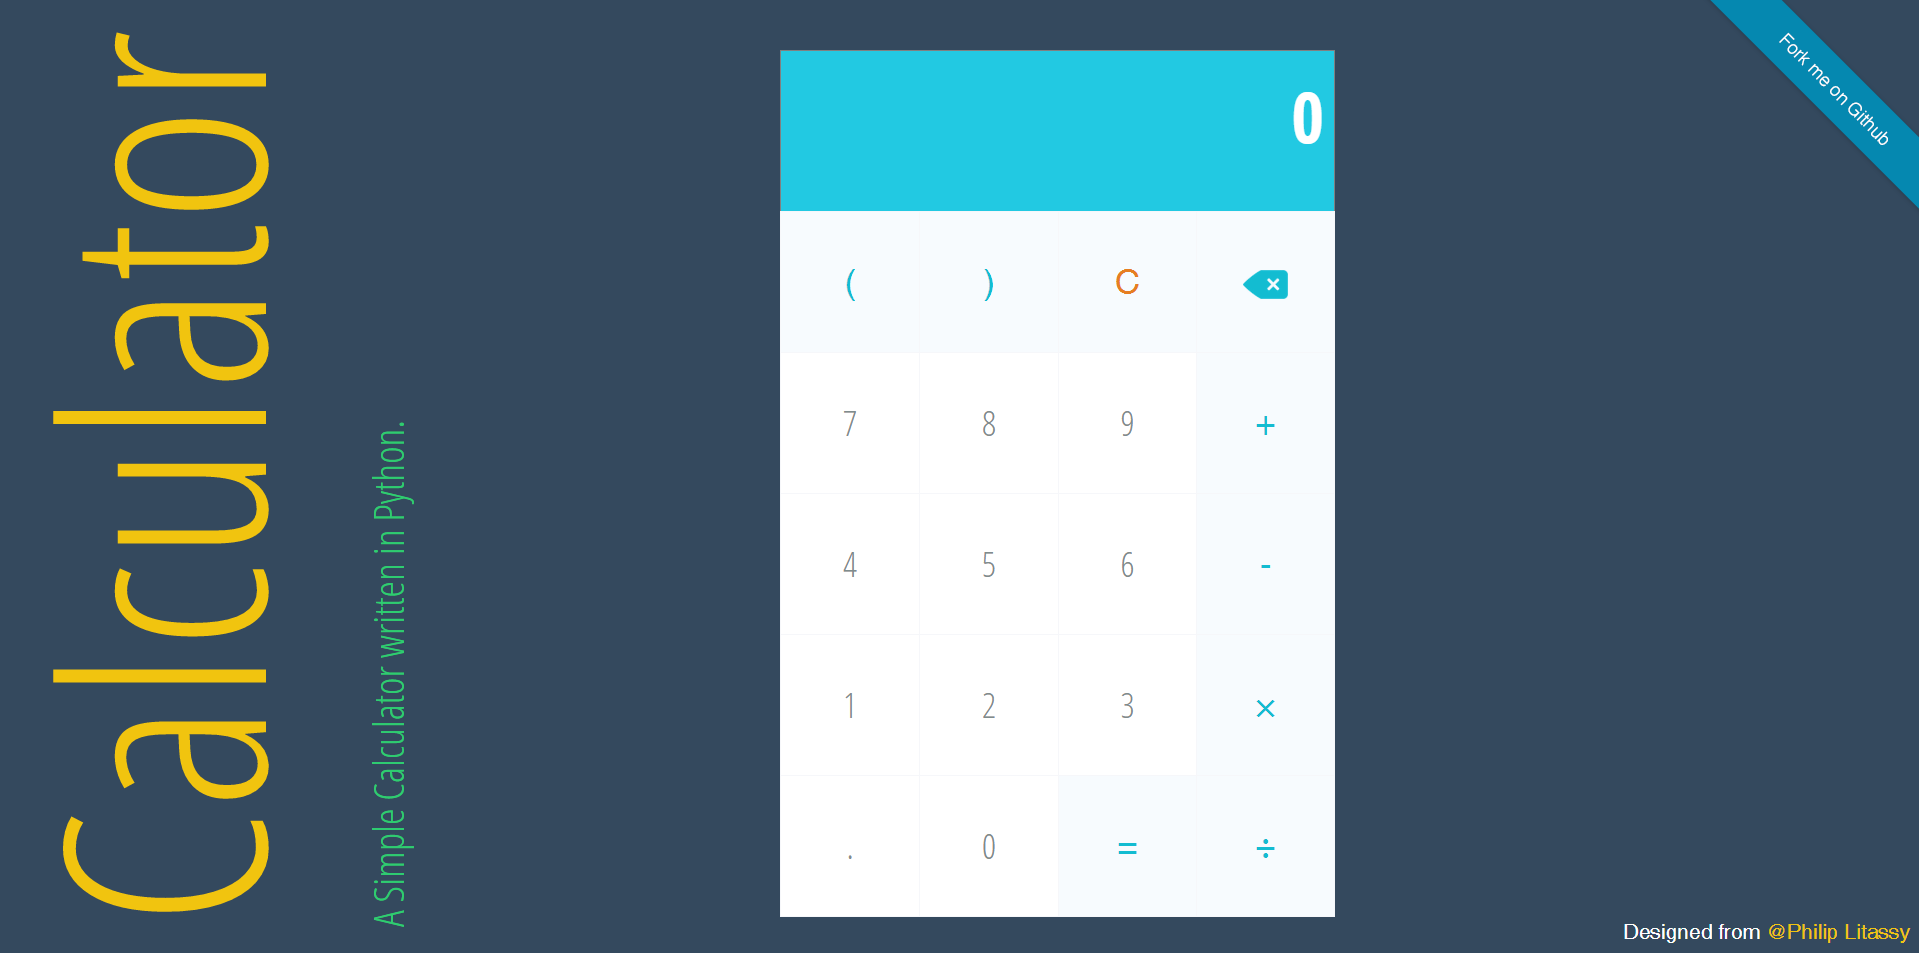 Calculator
A Simple Calculator written in Python.
0
( ) C
7 8 9 +
4 5 6 -
1 2 3 ×
. 0 = ÷
Fork me on Github
Designed from @Philip Litassy